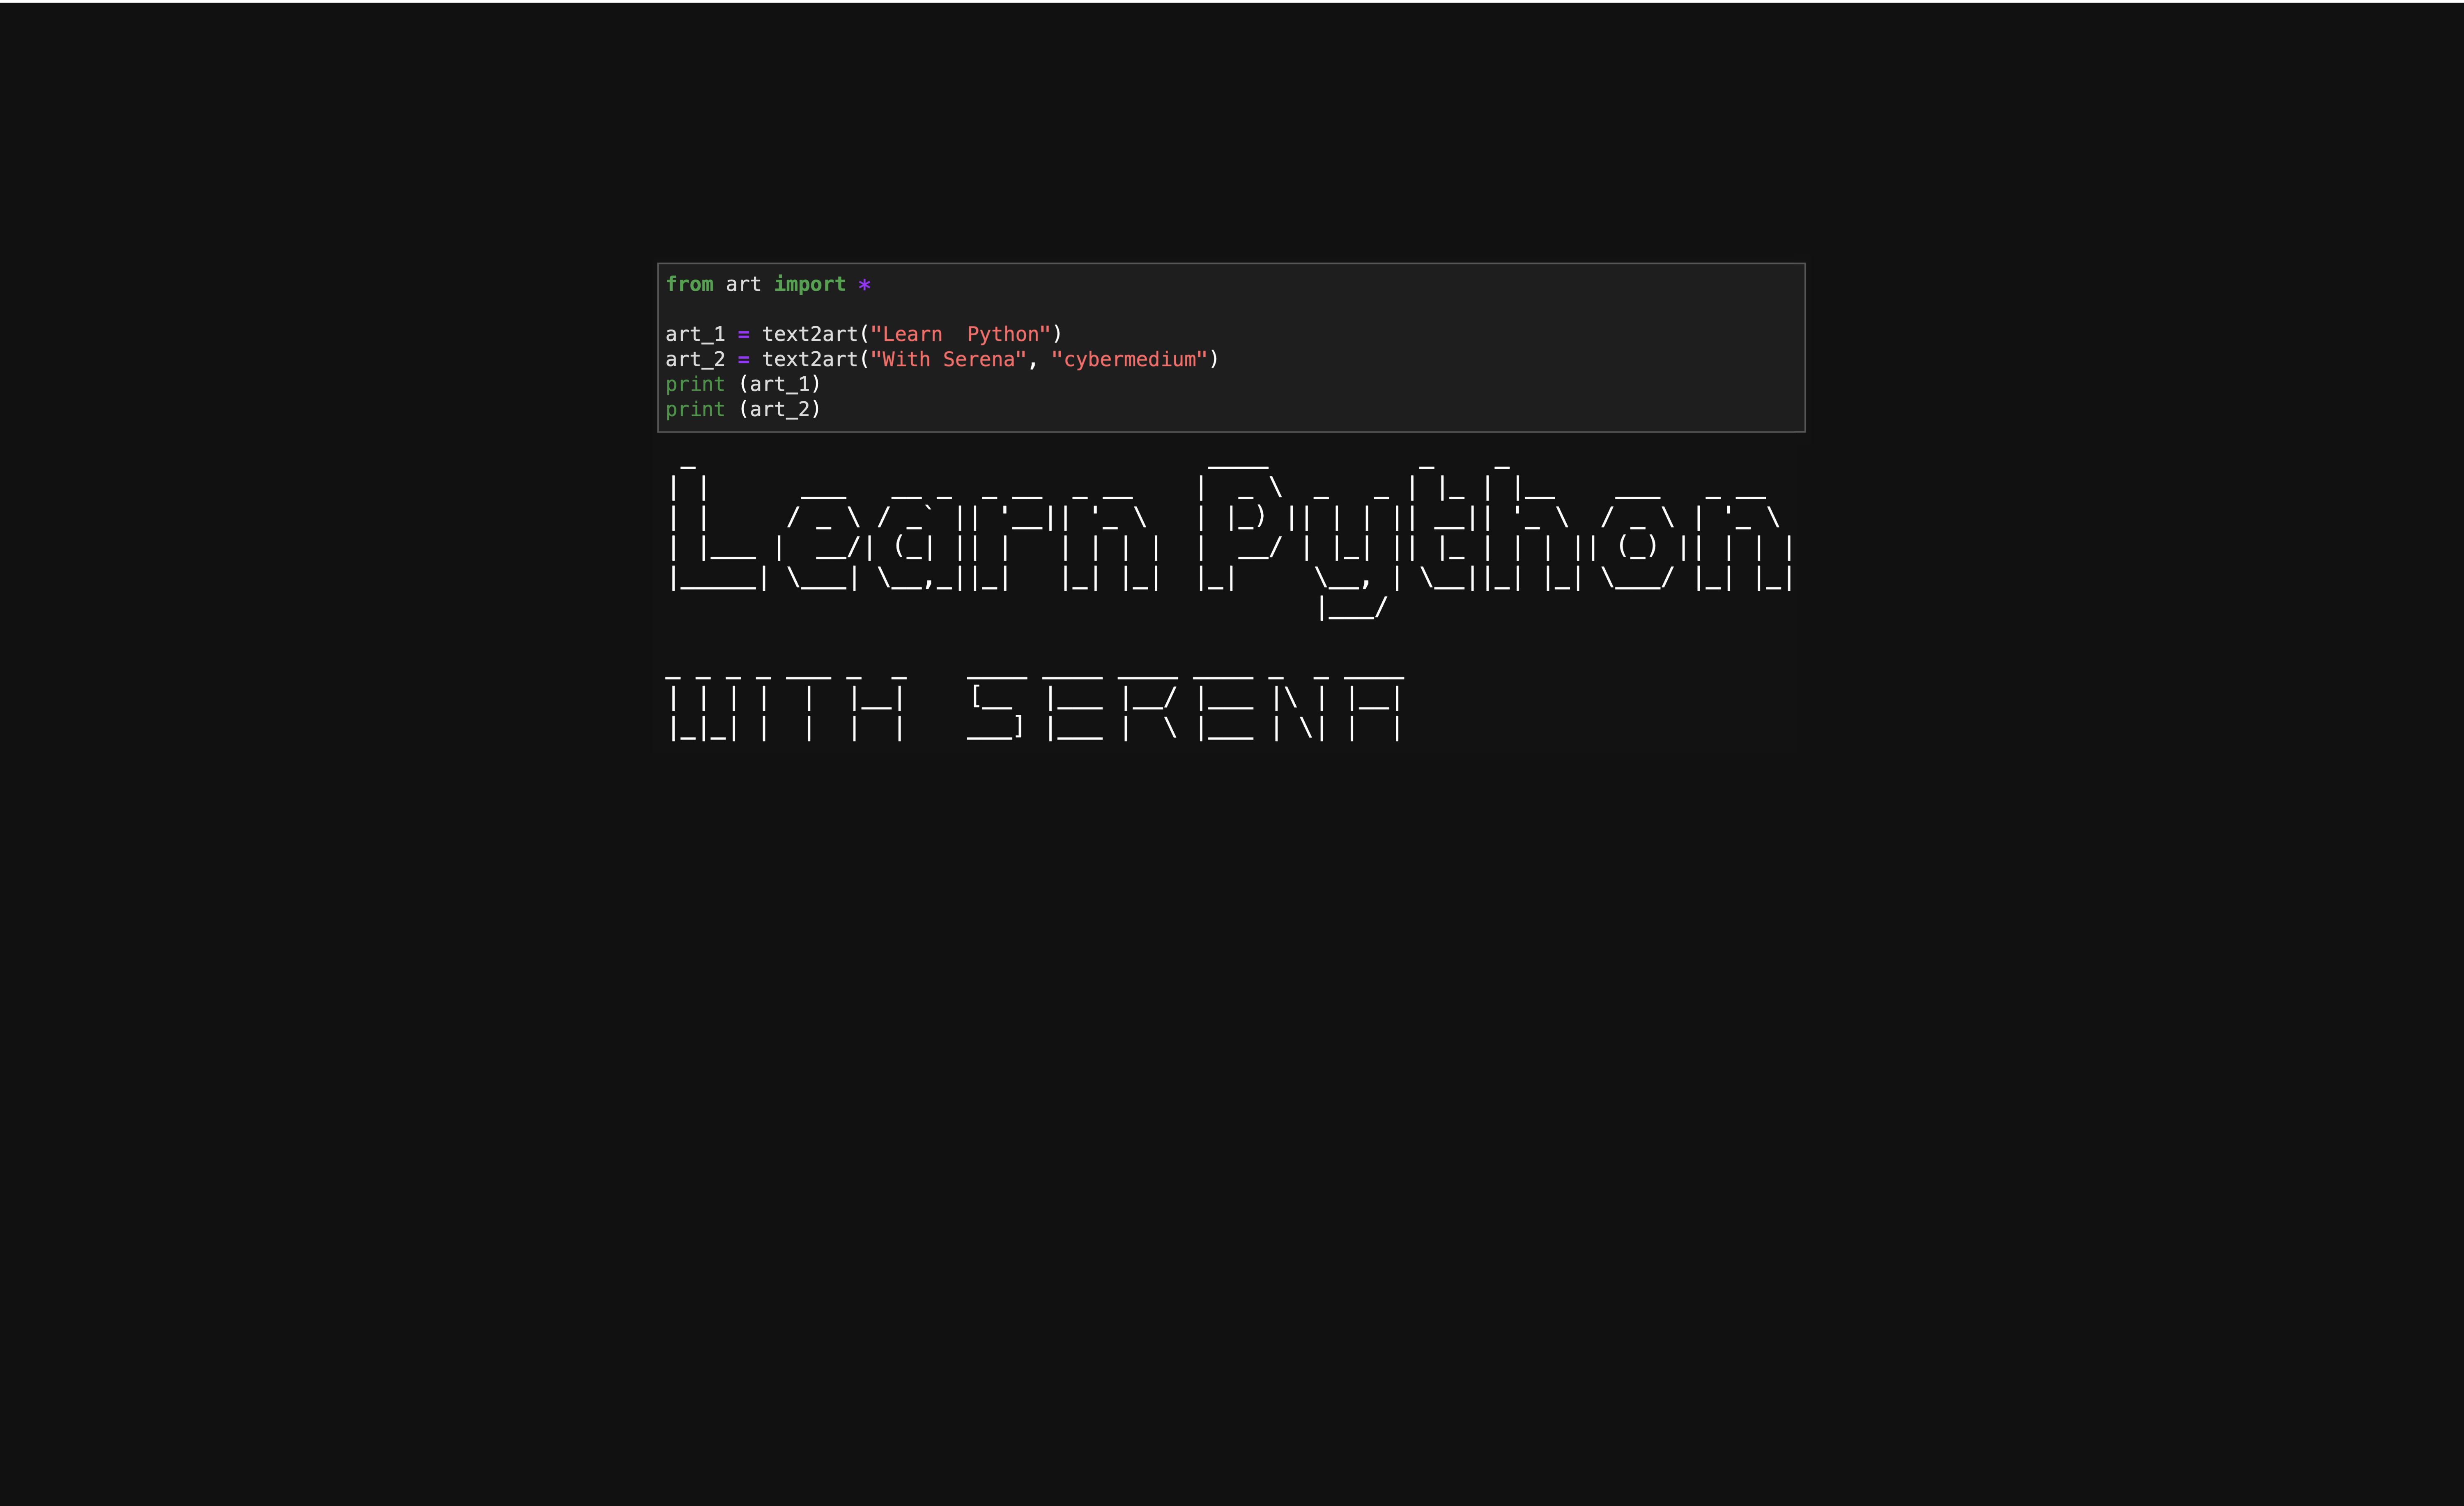 from art import *
art_1 = text2art("Learn  Python")
art_2 = text2art("With Serena", "cybermedium")
print (art_1)
print (art_2)
Learn Python
WITH SERENA